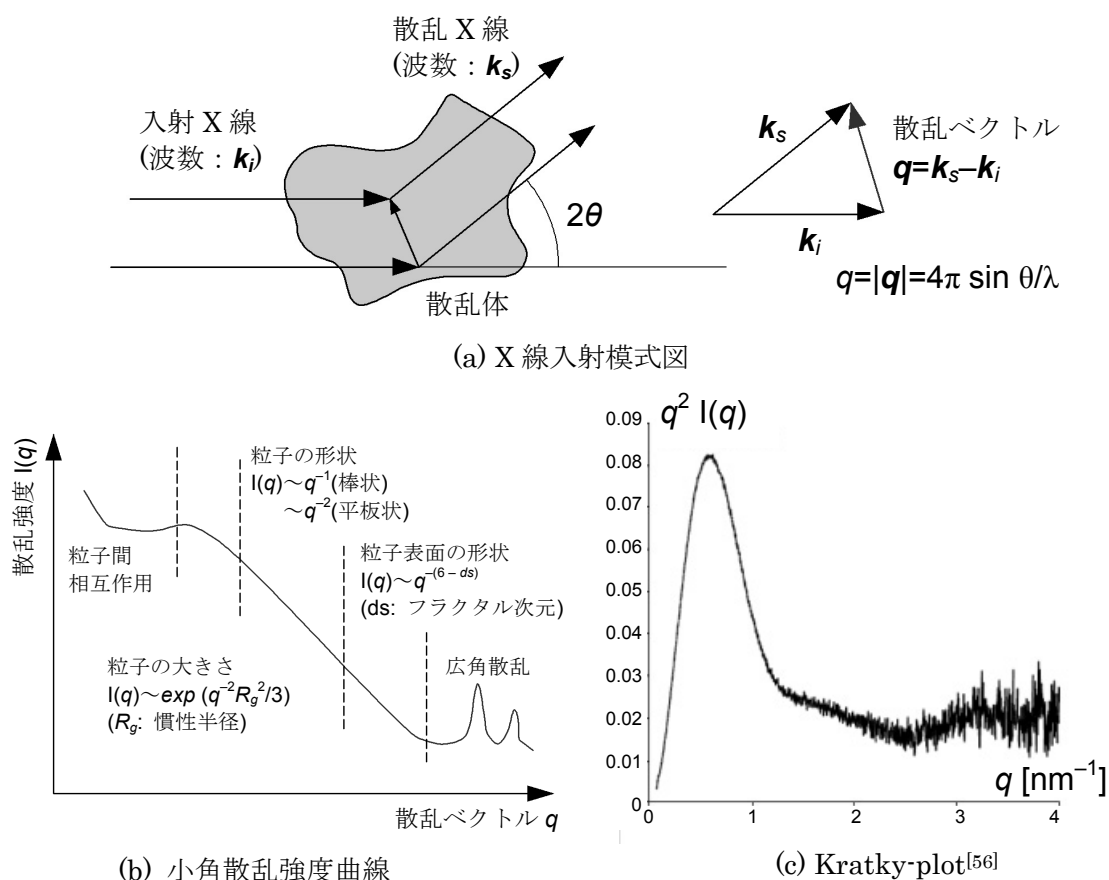 散乱 X 線
(波数：ks)
入射 X 線
(波数：ki)
2θ
散乱体
ks
ki
散乱ベクトル
q=ks–ki
q=|q|=4π sin θ/λ
(a) X 線入射模式図
散乱強度 I(q)
粒子間
相互作用
粒子の形状
I(q)～q⁻¹(棒状)
～q⁻²(平板状)
粒子表面の形状
I(q)～q⁻⁽⁶⁻ᵈˢ⁾
(ds: フラクタル次元)
粒子の大きさ
I(q)～exp (q⁻²Rg²/3)
(Rg: 慣性半径)
広角散乱
散乱ベクトル q
(b) 小角散乱強度曲線
q² I(q)
0.09
0.08
0.07
0.06
0.05
0.04
0.03
0.02
0.01
0
0 1 2 3 4
q [nm⁻¹]
(c) Kratky-plot[56]